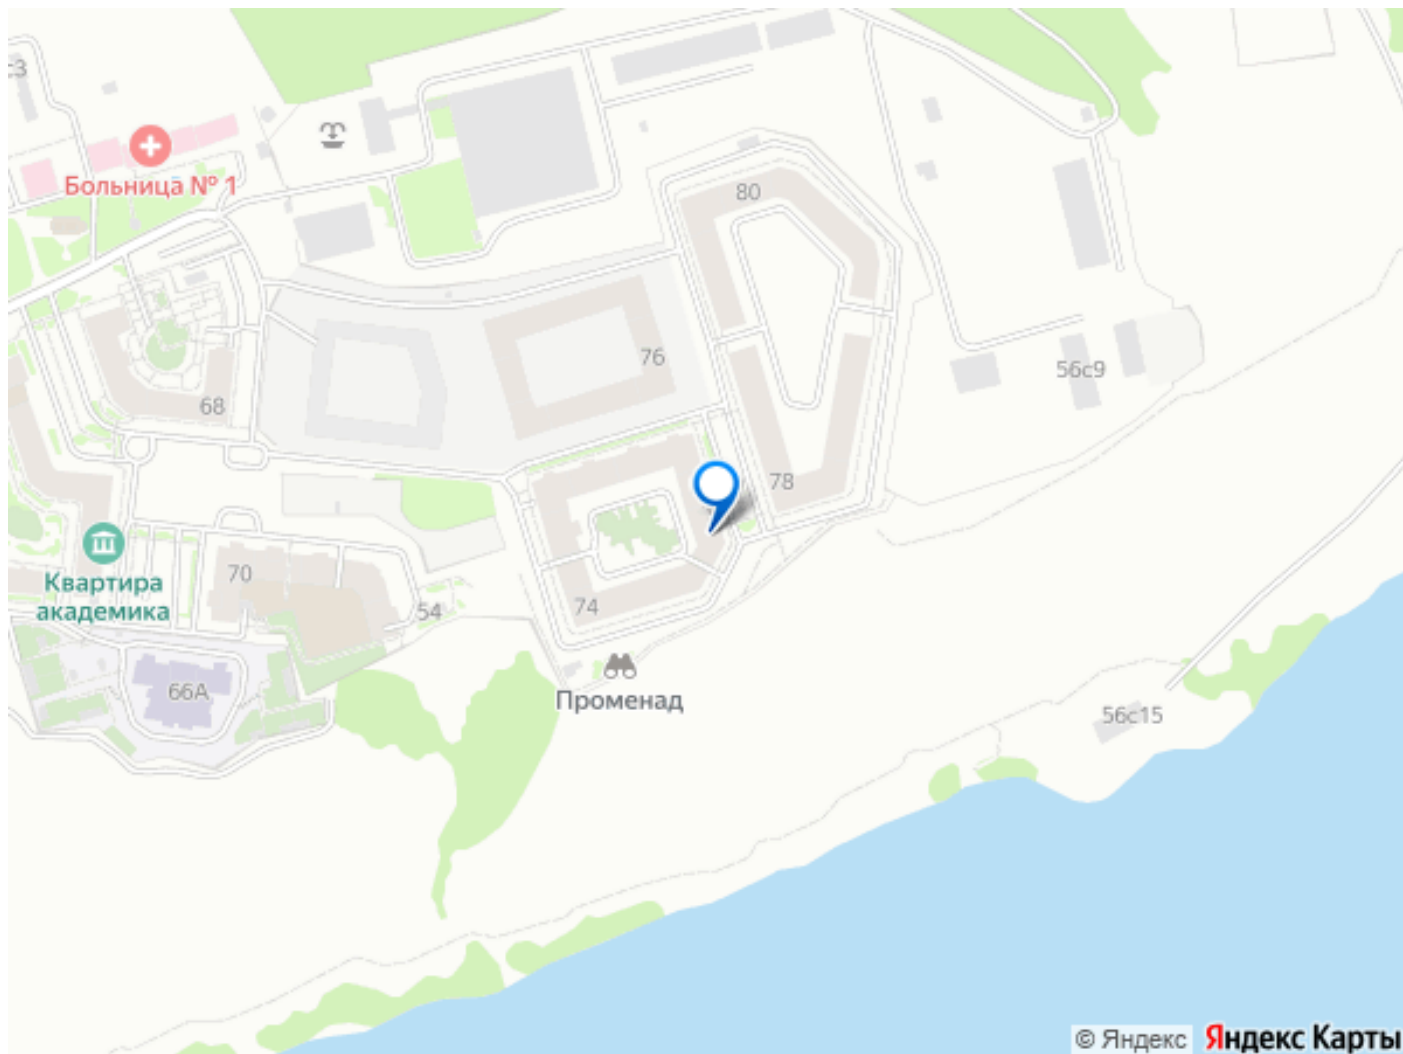 с3
Больница № 1
80
76
68
56с9
78
Квартира
академика
70
74
54
66А
Променад
56с15
© Яндекс
Яндекс Карты